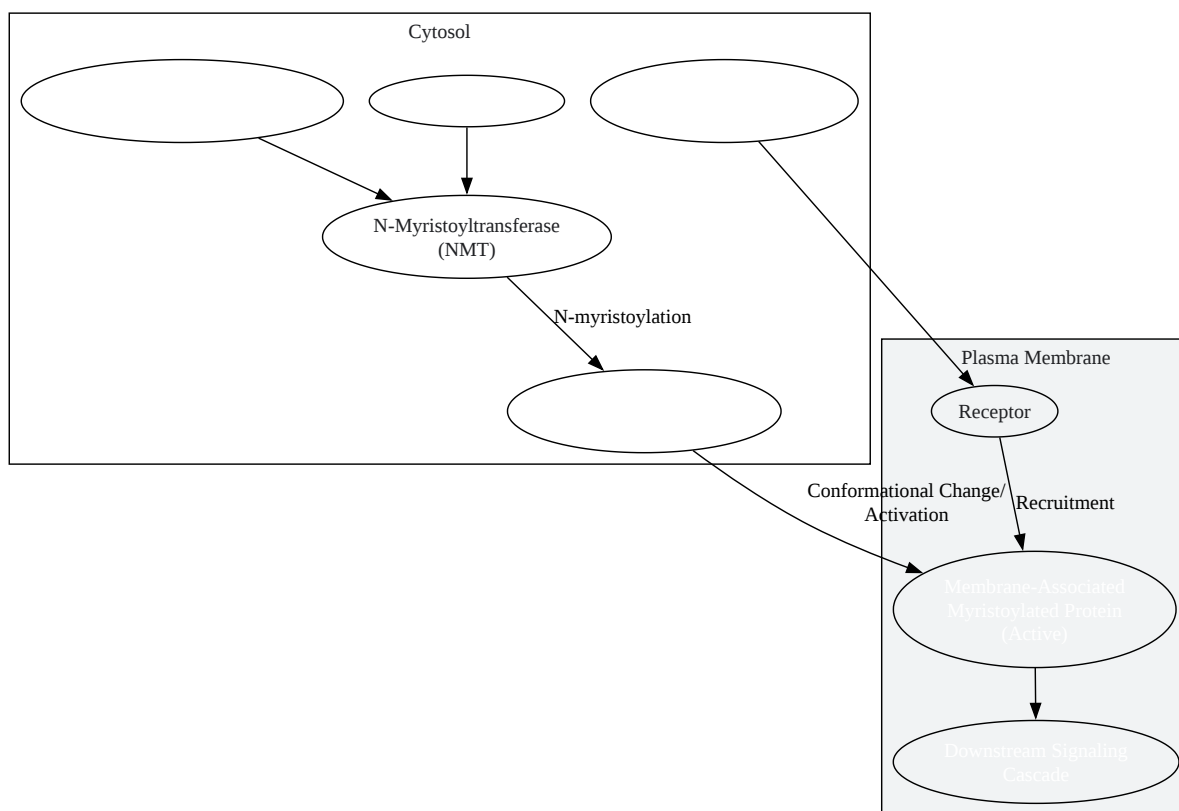 Cytosol
N-Myristoyltransferase
(NMT)
N-myristoylation
Plasma Membrane
Receptor
Conformational Change/
Activation
Recruitment
Membrane-Associated
Myristoylated Protein
(Active)
Downstream Signaling
Cascade